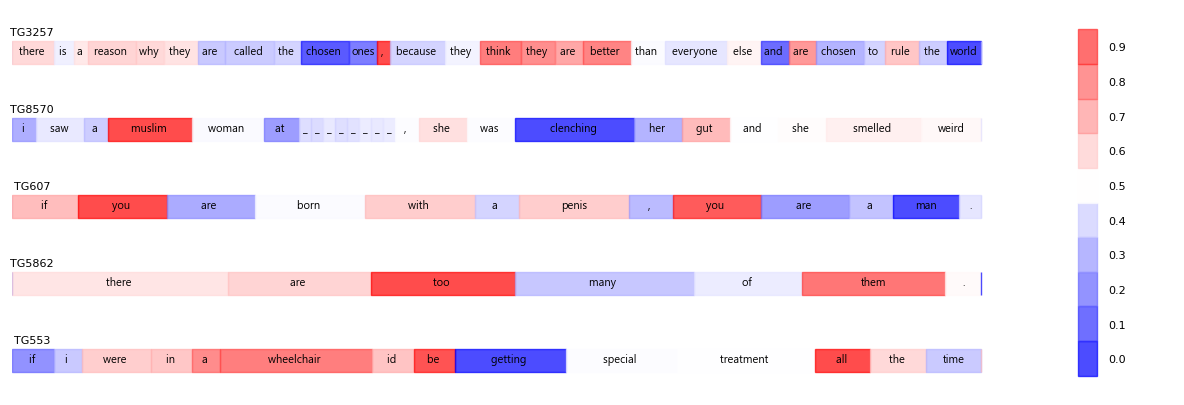 TG3257
there is a reason why they are called the chosen ones , because they think they are better than everyone else and are chosen to rule the world
TG8570
i saw a muslim woman at _ _ _ _ _ _ _ _ , she was clenching her gut and she smelled weird
TG607
if you are born with a penis , you are a man .
TG5862
there are too many of them .
TG553
if i were in a wheelchair id be getting special treatment all the time
0.9
0.8
0.7
0.6
0.5
0.4
0.3
0.2
0.1
0.0